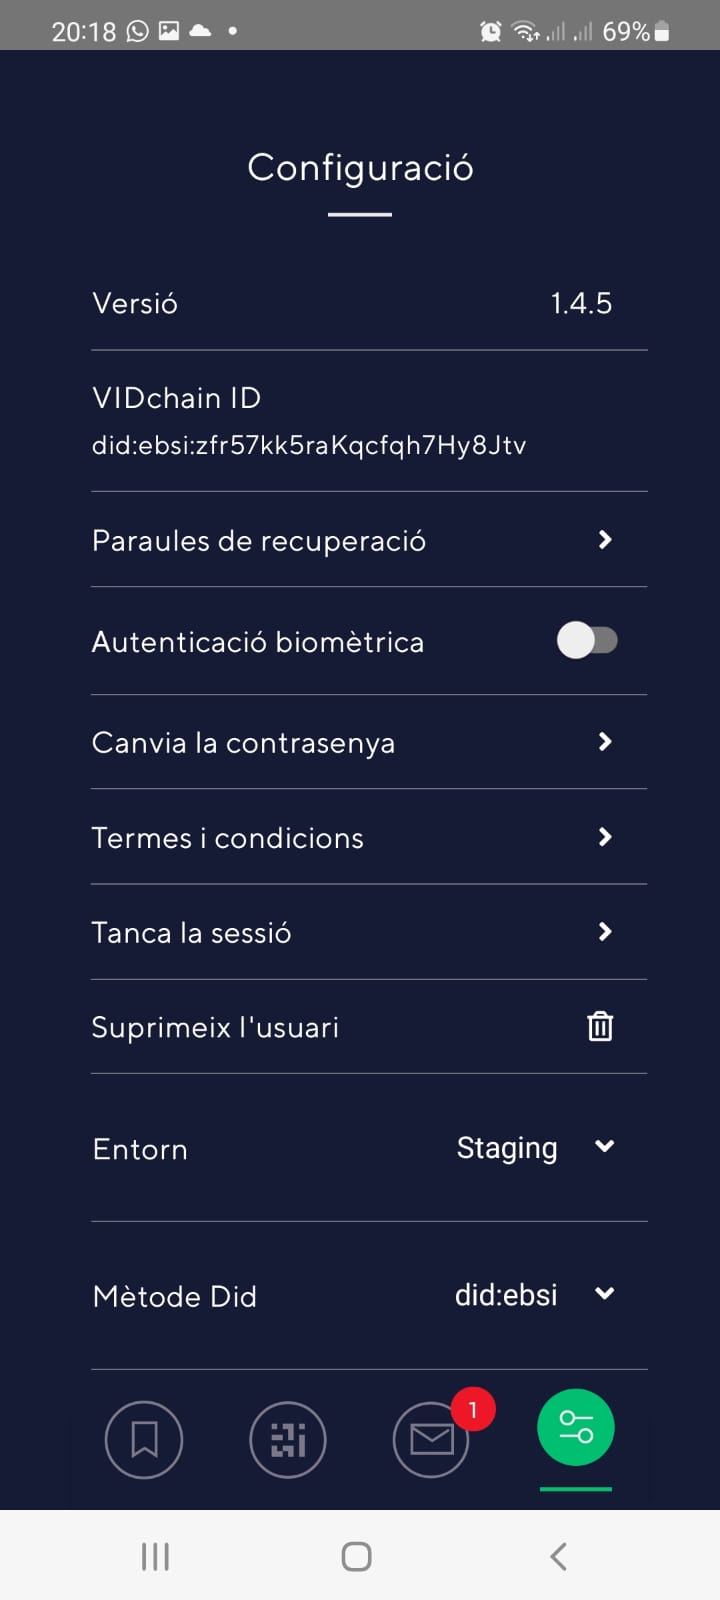 20:18 69%
Configuració
Versió 1.4.5
VIDchain ID
did:ebsi:zfr57kk5raKqcfqh7Hy8Jtv
Paraules de recuperació
Autenticació biomètrica
Canvia la contrasenya
Termes i condicions
Tanca la sessió
Suprimeix l'usuari
Entorn Staging
Mètode Did did:ebsi
1